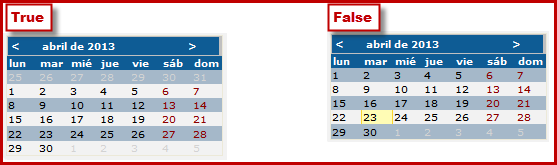 True
< abril de 2013 >
lun mar mié jue vie sáb dom
25 26 27 28 29 30 31
1 2 3 4 5 6 7
8 9 10 11 12 13 14
15 16 17 18 19 20 21
22 23 24 25 26 27 28
29 30 1 2 3 4 5
False
< abril de 2013 >
lun mar mié jue vie sáb dom
1 2 3 4 5 6 7
8 9 10 11 12 13 14
15 16 17 18 19 20 21
22 23 24 25 26 27 28
29 30 1 2 3 4 5